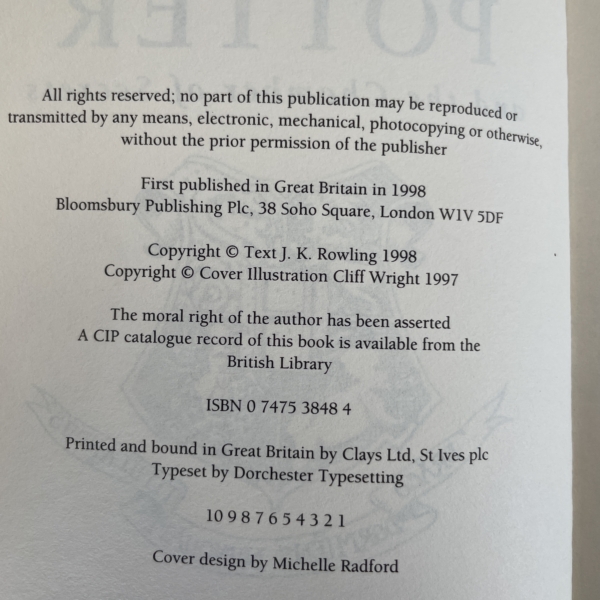 POTTER
All rights reserved; no part of this publication may be reproduced or
transmitted by any means, electronic, mechanical, photocopying or otherwise,
without the prior permission of the publisher
First published in Great Britain in 1998
Bloomsbury Publishing Plc, 38 Soho Square, London W1V 5DF
Copyright © Text J. K. Rowling 1998
Copyright © Cover Illustration Cliff Wright 1997
The moral right of the author has been asserted
A CIP catalogue record of this book is available from the
British Library
ISBN 0 7475 3848 4
Printed and bound in Great Britain by Clays Ltd, St Ives plc
Typeset by Dorchester Typesetting
10 9 8 7 6 5 4 3 2 1
Cover design by Michelle Radford